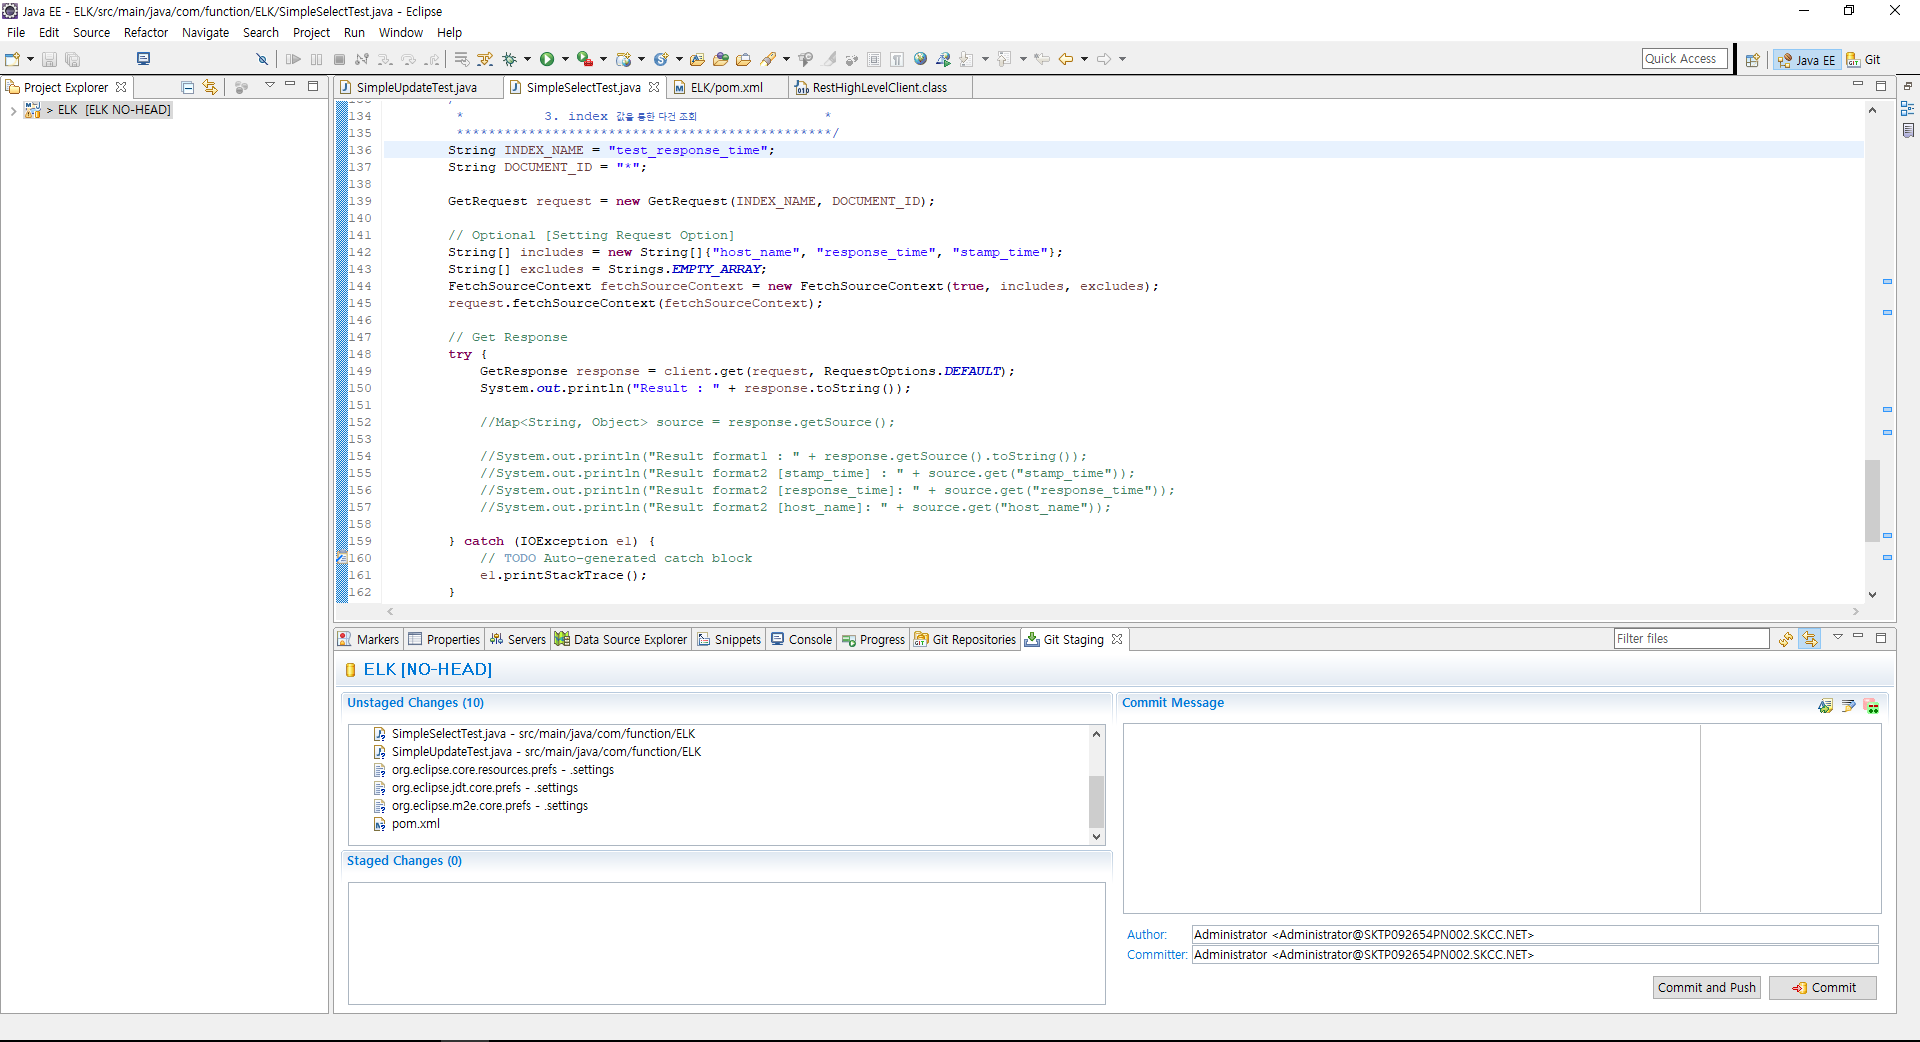 Java EE - ELK/src/main/java/com/function/ELK/SimpleSelectTest.java - Eclipse
File Edit Source Refactor Navigate Search Project Run Window Help
Quick Access Java EE Git
Project Explorer
> ELK [ELK NO-HEAD]
SimpleUpdateTest.java SimpleSelectTest.java ELK/pom.xml RestHighLevelClient.class
134 * 3. index 값을 통한 다건 조회 *
135 ***********************************************/
136 String INDEX_NAME = "test_response_time";
137 String DOCUMENT_ID = "*";
138
139 GetRequest request = new GetRequest(INDEX_NAME, DOCUMENT_ID);
140
141 // Optional [Setting Request Option]
142 String[] includes = new String[]{"host_name", "response_time", "stamp_time"};
143 String[] excludes = Strings.EMPTY_ARRAY;
144 FetchSourceContext fetchSourceContext = new FetchSourceContext(true, includes, excludes);
145 request.fetchSourceContext(fetchSourceContext);
146
147 // Get Response
148 try {
149 GetResponse response = client.get(request, RequestOptions.DEFAULT);
150 System.out.println("Result : " + response.toString());
151
152 //Map<String, Object> source = response.getSource();
153
154 //System.out.println("Result format1 : " + response.getSource().toString());
155 //System.out.println("Result format2 [stamp_time] : " + source.get("stamp_time"));
156 //System.out.println("Result format2 [response_time]: " + source.get("response_time"));
157 //System.out.println("Result format2 [host_name]: " + source.get("host_name"));
158
159 } catch (IOException e1) {
160 // TODO Auto-generated catch block
161 e1.printStackTrace();
162 }
Markers Properties Servers Data Source Explorer Snippets Console Progress Git Repositories Git Staging Filter files
ELK [NO-HEAD]
Unstaged Changes (10)
SimpleSelectTest.java - src/main/java/com/function/ELK
SimpleUpdateTest.java - src/main/java/com/function/ELK
org.eclipse.core.resources.prefs - .settings
org.eclipse.jdt.core.prefs - .settings
org.eclipse.m2e.core.prefs - .settings
pom.xml
Staged Changes (0)
Commit Message
Author: Administrator <Administrator@SKTP092654PN002.SKCC.NET>
Committer: Administrator <Administrator@SKTP092654PN002.SKCC.NET>
Commit and Push Commit